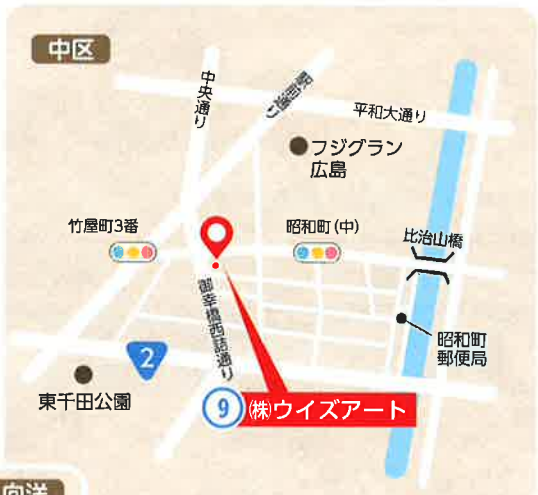 中区
中央通り
駅前通り
平和大通り
フジグラン
広島
竹屋町3番
昭和町(中)
比治山橋
御幸橋西詰通り
昭和町
郵便局
2
東千田公園
9 ㈱ウイズアート
向洋